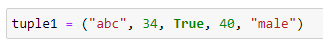 tuple1 = ("abc", 34, True, 40, "male")